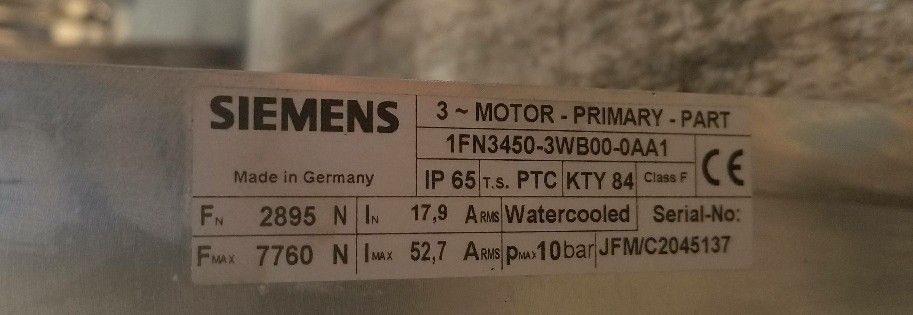 SIEMENS
3 ~ MOTOR - PRIMARY - PART
1FN3450-3WB00-0AA1
Made in Germany
IP 65 T.S. PTC KTY 84 Class F CE
FN 2895 N IN 17,9 ARMS Watercooled Serial-No:
FMAX 7760 N IMAX 52,7 ARMS pMAX 10 bar JFM/C2045137